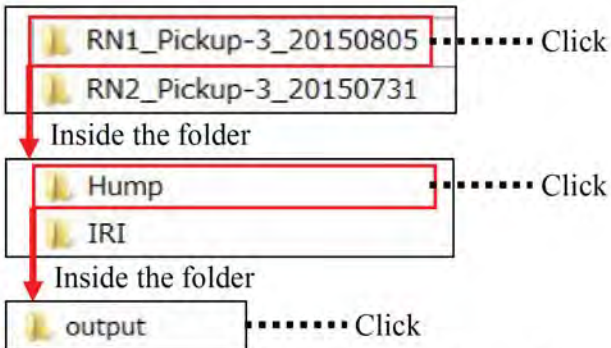 RN1_Pickup-3_20150805 Click
RN2_Pickup-3_20150731
Inside the folder
Hump Click
IRI
Inside the folder
output Click